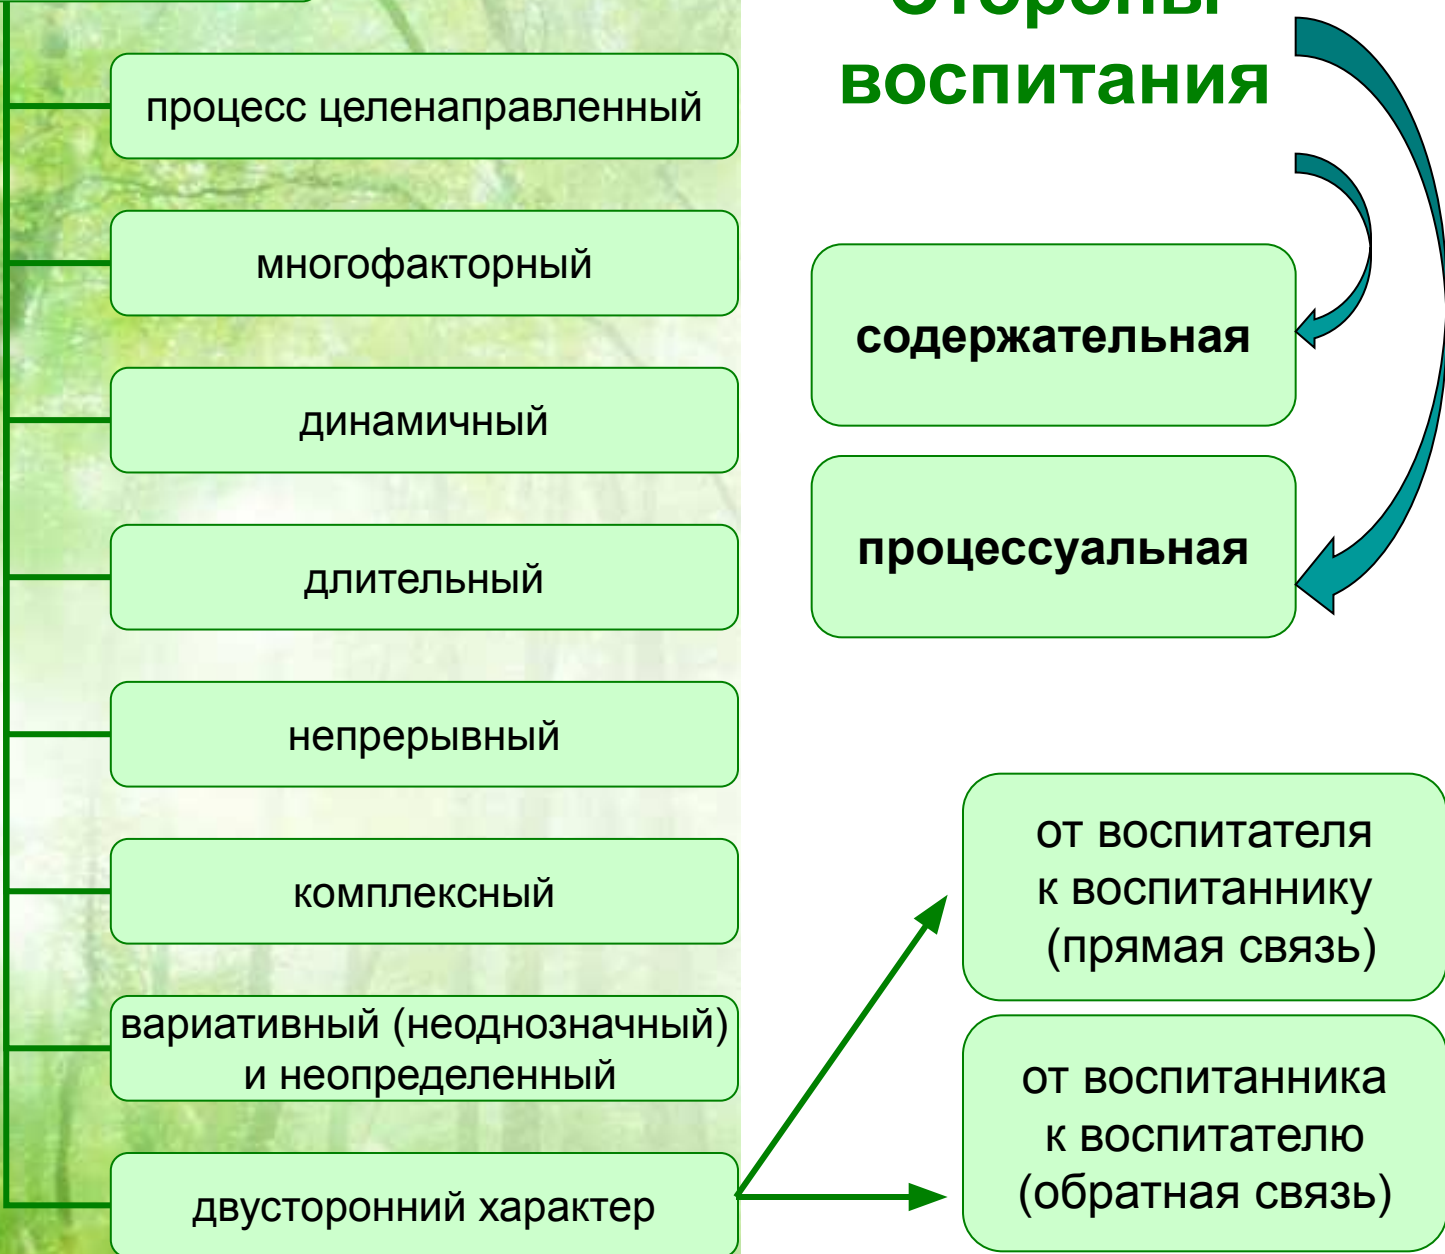 процесс целенаправленный
многофакторный
динамичный
длительный
непрерывный
комплексный
вариативный (неоднозначный)
и неопределенный
двусторонний характер
Стороны
воспитания
содержательная
процессуальная
от воспитателя
к воспитаннику
(прямая связь)
от воспитанника
к воспитателю
(обратная связь)